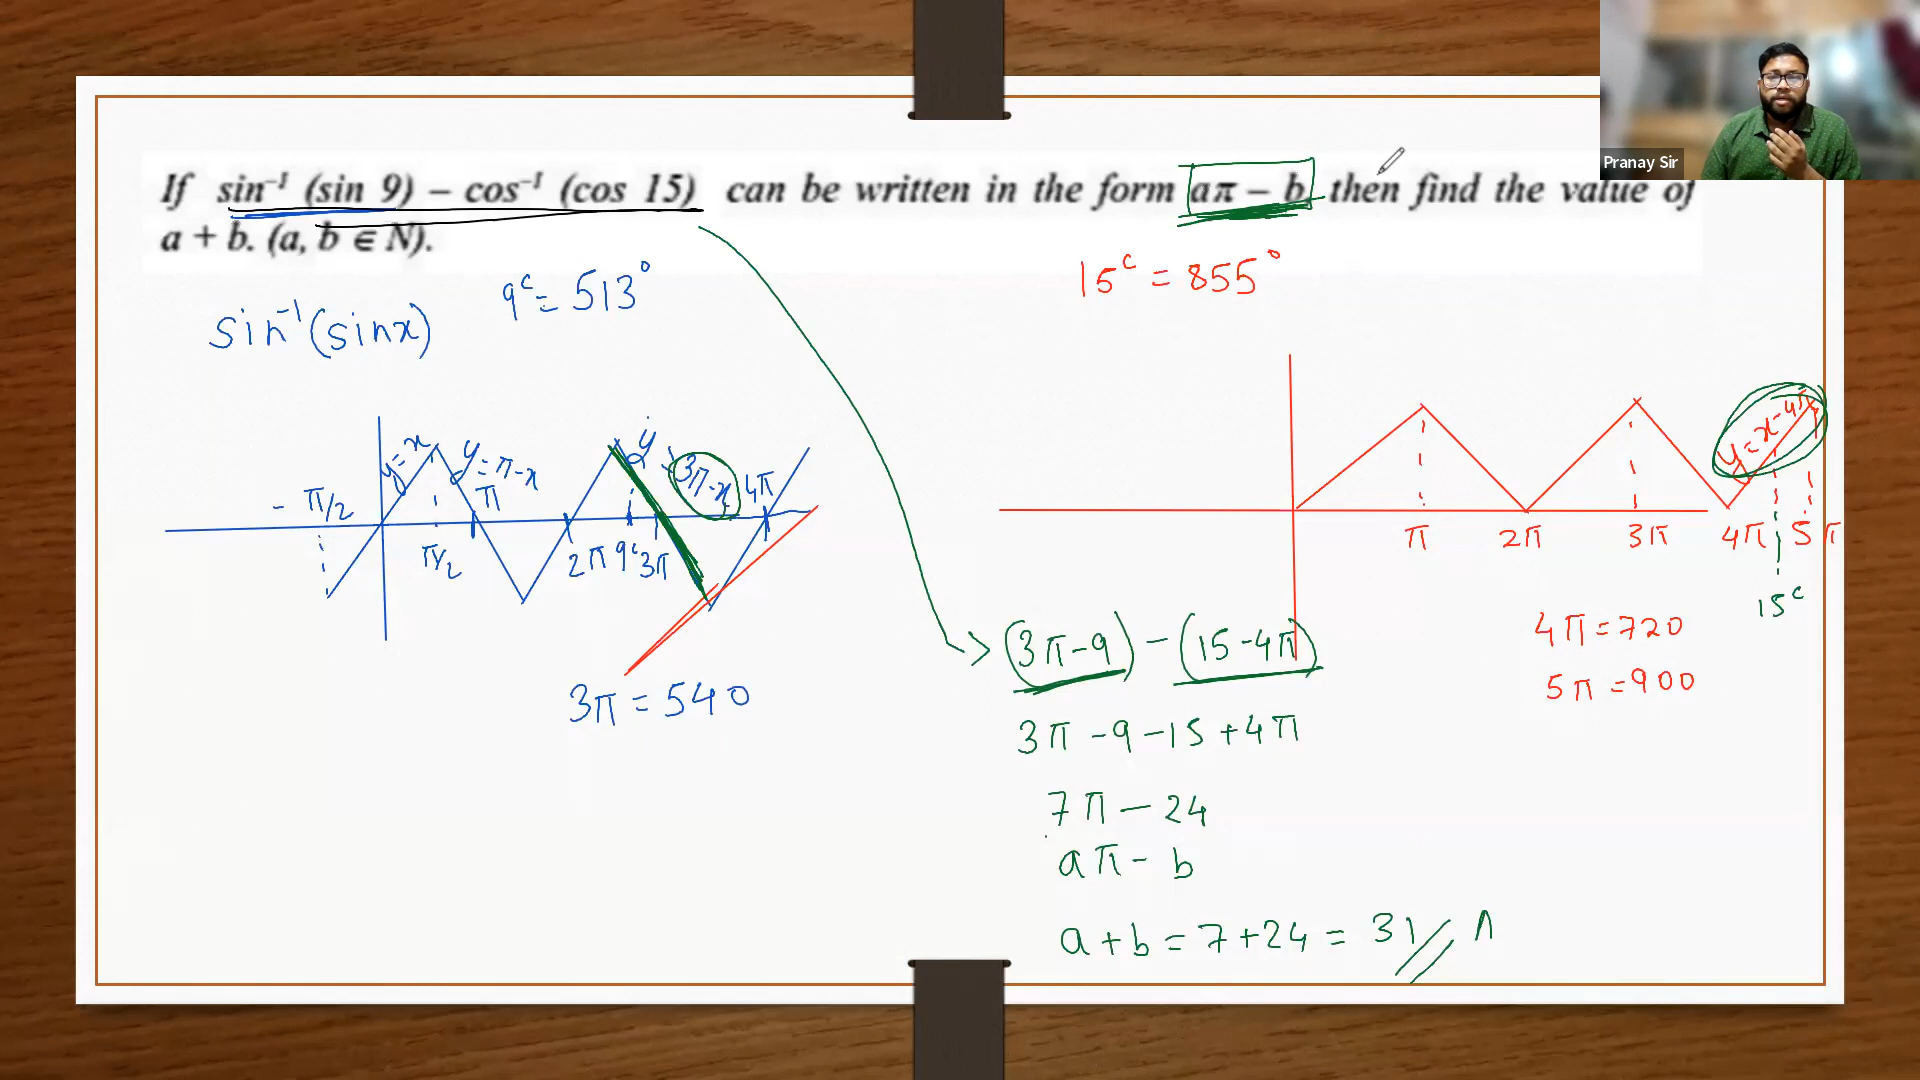 Pranay Sir
If sin⁻¹ (sin 9) – cos⁻¹ (cos 15) can be written in the form aπ – b then find the value of
a + b. (a, b ∈ N).
sin⁻¹(sinx)
9ᶜ = 513°
15ᶜ = 855°
y=x
y=π-x
y=3π-x
-π/2
π/2
π
2π
9ᶜ
3π
4π
3π = 540
y=x-4π
π
2π
3π
4π
5π
15ᶜ
4π = 720
5π = 900
(3π-9) - (15-4π)
3π -9 -15 +4π
7π - 24
aπ - b
a+b = 7+24 = 31